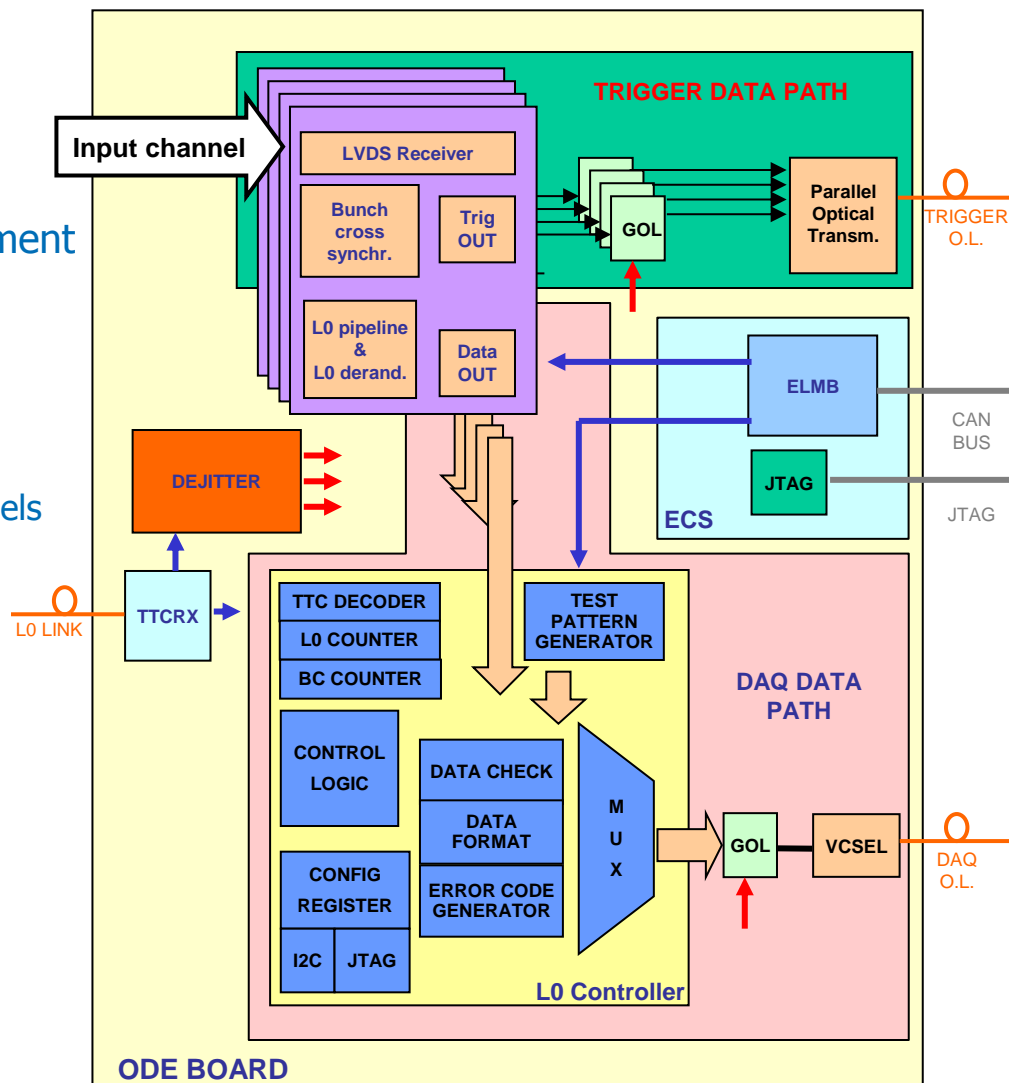 TRIGGER DATA PATH
Input channel
LVDS Receiver
Bunch
cross
synchr.
Trig
OUT
GOL
Parallel
Optical
Transm.
TRIGGER
O.L.
ment
L0 pipeline
&
L0 derand.
Data
OUT
ELMB
CAN
BUS
DEJITTER
JTAG
ECS
JTAG
els
TTCRX
L0 LINK
TTC DECODER
L0 COUNTER
BC COUNTER
TEST
PATTERN
GENERATOR
DAQ DATA
PATH
CONTROL
LOGIC
DATA CHECK
DATA
FORMAT
ERROR CODE
GENERATOR
M
U
X
GOL
VCSEL
DAQ
O.L.
CONFIG
REGISTER
I2C
JTAG
L0 Controller
ODE BOARD